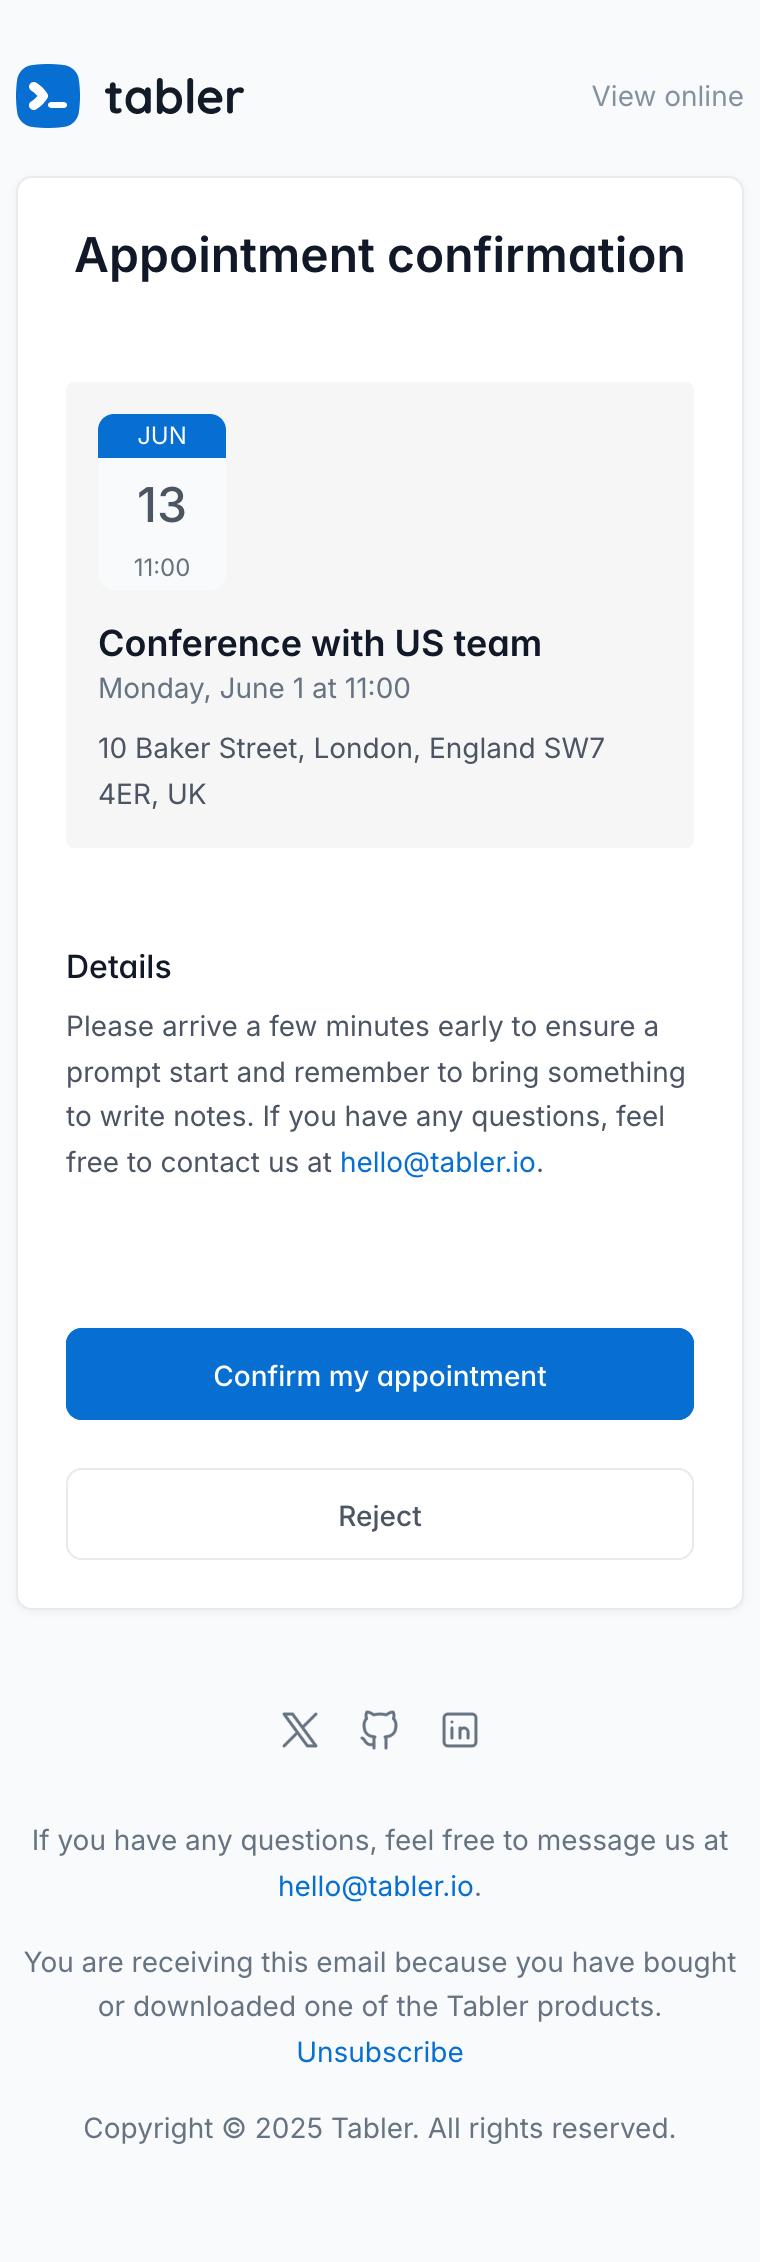 tabler
View online
Appointment confirmation
JUN
13
11:00
Conference with US team
Monday, June 1 at 11:00
10 Baker Street, London, England SW7
4ER, UK
Details
Please arrive a few minutes early to ensure a
prompt start and remember to bring something
to write notes. If you have any questions, feel
free to contact us at hello@tabler.io.
Confirm my appointment
Reject
If you have any questions, feel free to message us at
hello@tabler.io.
You are receiving this email because you have bought
or downloaded one of the Tabler products.
Unsubscribe
Copyright © 2025 Tabler. All rights reserved.